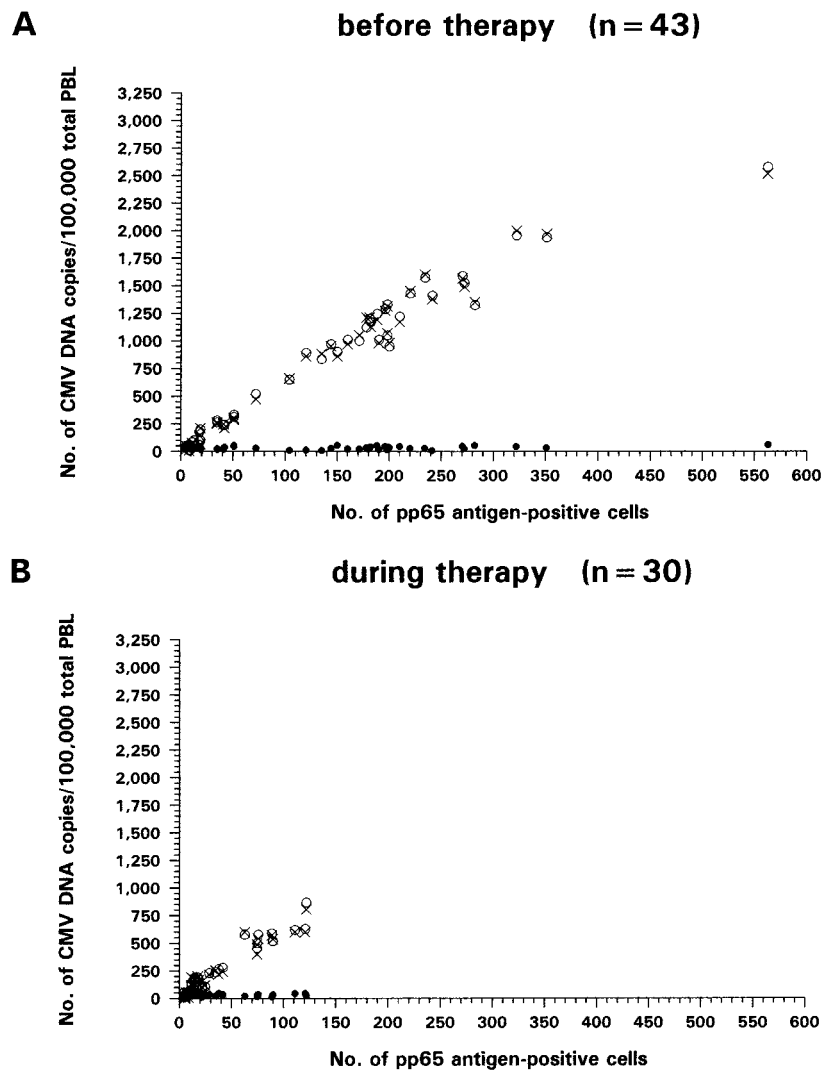 A
before therapy (n = 43)
No. of CMV DNA copies/100,000 total PBL
3,250
3,000
2,750
2,500
2,250
2,000
1,750
1,500
1,250
1,000
750
500
250
0
0 50 100 150 200 250 300 350 400 450 500 550 600
No. of pp65 antigen-positive cells
B
during therapy (n = 30)
No. of CMV DNA copies/100,000 total PBL
3,250
3,000
2,750
2,500
2,250
2,000
1,750
1,500
1,250
1,000
750
500
250
0
0 50 100 150 200 250 300 350 400 450 500 550 600
No. of pp65 antigen-positive cells